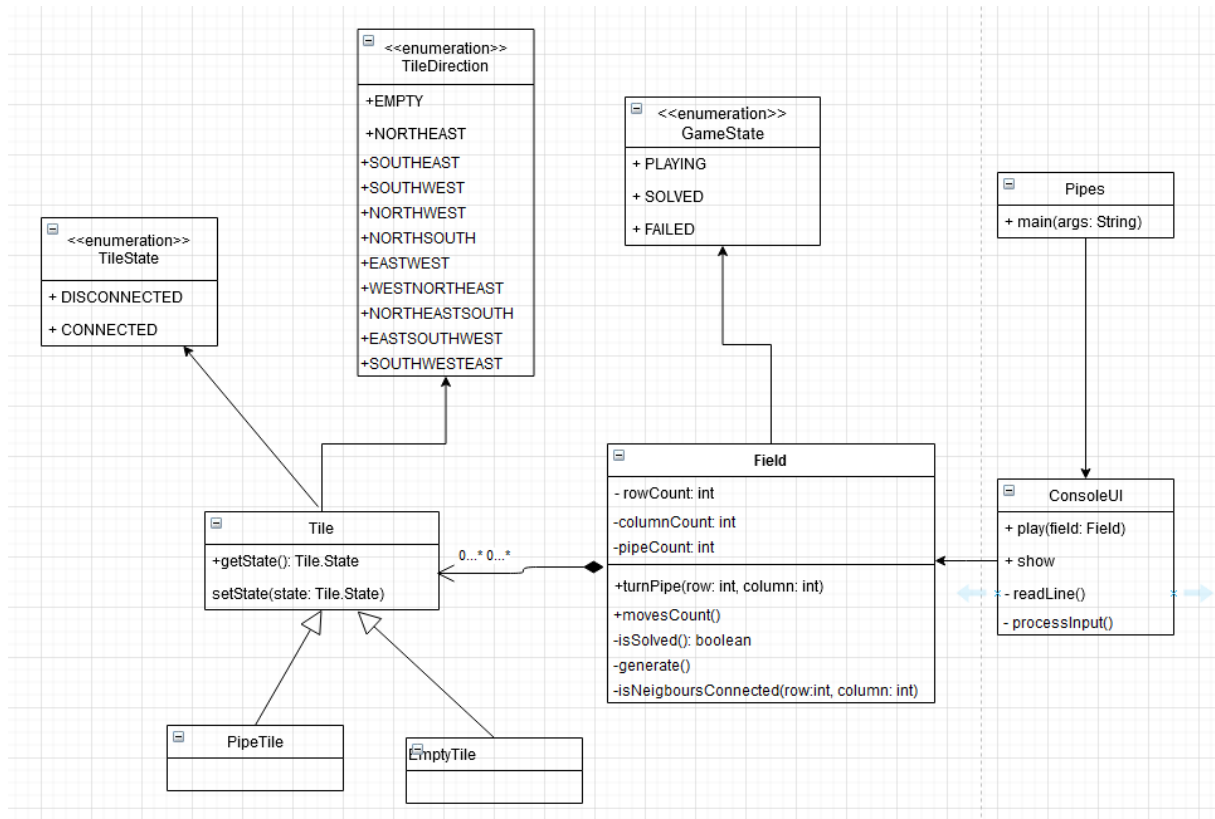 <<enumeration>>
TileDirection
+EMPTY
+NORTHEAST
+SOUTHEAST
+SOUTHWEST
+NORTHWEST
+NORTHSOUTH
+EASTWEST
+WESTNORTHEAST
+NORTHEASTSOUTH
+EASTSOUTHWEST
+SOUTHWESTEAST
<<enumeration>>
GameState
+ PLAYING
+ SOLVED
+ FAILED
Pipes
+ main(args: String)
<<enumeration>>
TileState
+ DISCONNECTED
+ CONNECTED
Field
- rowCount: int
-columnCount: int
-pipeCount: int
+turnPipe(row: int, column: int)
+movesCount()
-isSolved(): boolean
-generate()
-isNeigboursConnected(row:int, column: int)
ConsoleUI
+ play(field: Field)
+ show
- readLine()
- processInput()
Tile
+getState(): Tile.State
setState(state: Tile.State)
0...* 0...*
PipeTile
EmptyTile